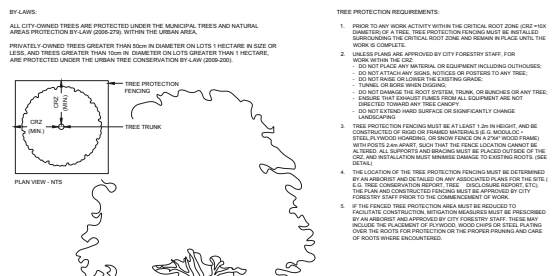 BY-LAWS:
ALL CITY-OWNED TREES ARE PROTECTED UNDER THE MUNICIPAL TREES AND NATURAL
AREAS PROTECTION BY-LAW (2006-279). WITHIN THE URBAN AREA,
PRIVATELY-OWNED TREES GREATER THAN 50cm IN DIAMETER ON LOTS 1 HECTARE IN SIZE OR
LESS, AND TREES GREATER THAN 10cm IN DIAMETER ON LOTS GREATER THAN 1 HECTARE,
ARE PROTECTED UNDER THE URBAN TREE CONSERVATION BY-LAW (2009-200).
TREE PROTECTION
FENCING
CRZ
(MIN.)
CRZ
(MIN.)
TREE TRUNK
PLAN VIEW - NTS
TREE PROTECTION REQUIREMENTS:
1. PRIOR TO ANY WORK ACTIVITY WITHIN THE CRITICAL ROOT ZONE (CRZ =10X
DIAMETER) OF A TREE, TREE PROTECTION FENCING MUST BE INSTALLED
SURROUNDING THE CRITICAL ROOT ZONE AND REMAIN IN PLACE UNTIL THE
WORK IS COMPLETE.
2. UNLESS PLANS ARE APPROVED BY CITY FORESTRY STAFF, FOR
WORK WITHIN THE CRZ:
- DO NOT PLACE ANY MATERIAL OR EQUIPMENT INCLUDING OUTHOUSES;
- DO NOT ATTACH ANY SIGNS, NOTICES OR POSTERS TO ANY TREE;
- DO NOT RAISE OR LOWER THE EXISTING GRADE;
- TUNNEL OR BORE WHEN DIGGING;
- DO NOT DAMAGE THE ROOT SYSTEM, TRUNK, OR BUNCHES OR ANY TREE;
- ENSURE THAT EXHAUST FUMES FROM ALL EQUIPMENT ARE NOT
DIRECTED TOWARD ANY TREE CANOPY.
- DO NOT EXTEND HARD SURFACE OR SIGNIFICANTLY CHANGE
LANDSCAPING
3. TREE PROTECTION FENCING MUST BE AT LEAST 1.2m IN HEIGHT, AND BE
CONSTRUCTED OF RIGID OR FRAMED MATERIALS (E.G. MODULOC •
STEEL,PLYWOOD HOARDING, OR SNOW FENCE ON A 2"X4" WOOD FRAME)
WITH POSTS 2.4m APART, SUCH THAT THE FENCE LOCATION CANNOT BE
ALTERED. ALL SUPPORTS AND BRACING MUST BE PLACED OUTSIDE OF THE
CRZ, AND INSTALLATION MUST MINIMISE DAMAGE TO EXISTING ROOTS. (SEE
DETAIL)
4. THE LOCATION OF THE TREE PROTECTION FENCING MUST BE DETERMINED
BY AN ARBORIST AND DETAILED ON ANY ASSOCIATED PLANS FOR THE SITE (
E.G. TREE CONSERVATION REPORT, TREE DISCLOSURE REPORT, ETC).
THE PLAN AND CONSTRUCTED FENCING MUST BE APPROVED BY CITY
FORESTRY STAFF PRIOR TO THE COMMENCEMENT OF WORK.
5. IF THE FENCED TREE PROTECTION AREA MUST BE REDUCED TO
FACILITATE CONSTRUCTION, MITIGATION MEASURES MUST BE PRESCRIBED
BY AN ARBORIST AND APPROVED BY CITY FORESTRY STAFF. THESE MAY
INCLUDE THE PLACEMENT OF PLYWOOD, WOOD CHIPS OR STEEL PLATING
OVER THE ROOTS FOR PROTECTION OR THE PROPER PRUNING AND CARE
OF ROOTS WHERE ENCOUNTERED.